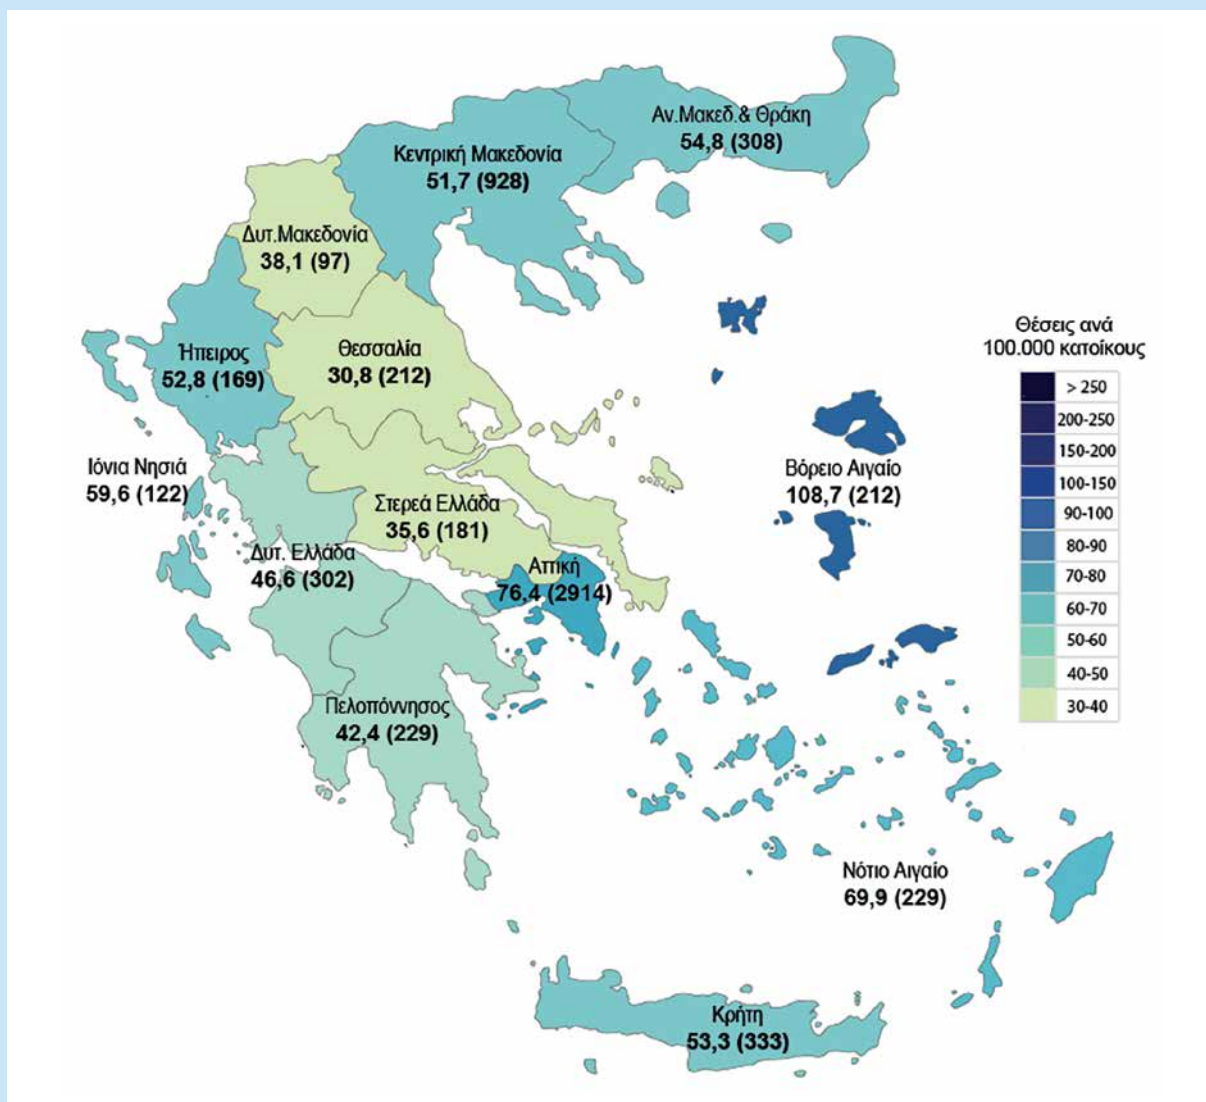 Αν.Μακεδ.& Θράκη
54,8 (308)
Κεντρική Μακεδονία
51,7 (928)
Δυτ.Μακεδονία
38,1 (97)
Ήπειρος
52,8 (169)
Θεσσαλία
30,8 (212)
Ιόνια Νησιά
59,6 (122)
Στερεά Ελλάδα
35,6 (181)
Δυτ. Ελλάδα
46,6 (302)
Αττική
76,4 (2914)
Πελοπόννησος
42,4 (229)
Βόρειο Αιγαίο
108,7 (212)
Νότιο Αιγαίο
69,9 (229)
Κρήτη
53,3 (333)
Θέσεις ανά
100.000 κατοίκους
> 250
200-250
150-200
100-150
90-100
80-90
70-80
60-70
50-60
40-50
30-40